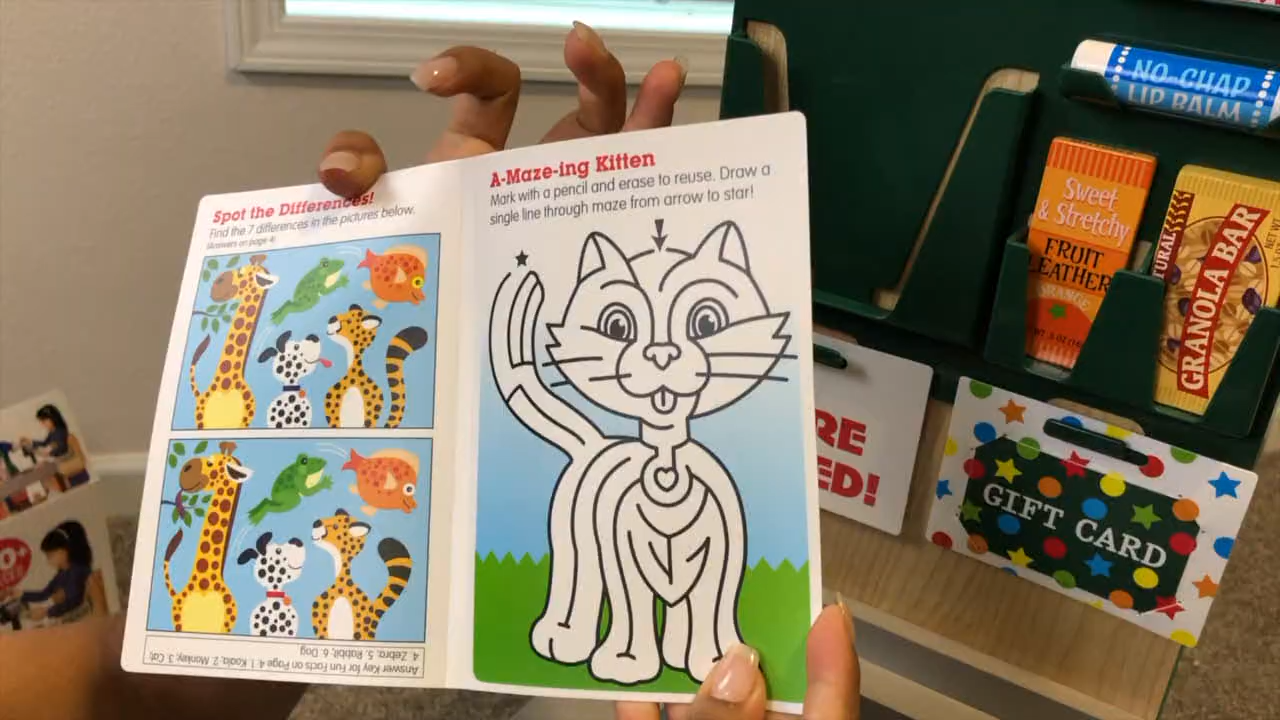 Spot the Differences!
Find the 7 differences in the pictures below.
(Answers on page 4)
Answer Key for Fun Facts on Page 4 1. Koala, 2. Monkey, 3. Cat,
4. Zebra, 5. Rabbit, 6. Dog
A-Maze-ing Kitten
Mark with a pencil and erase to reuse. Draw a
single line through maze from arrow to star!
NO-CHAP
LIP BALM
Sweet
& Stretchy
FRUIT
LEATHER
ORANGE
GRANOLA BAR
GIFT CARD